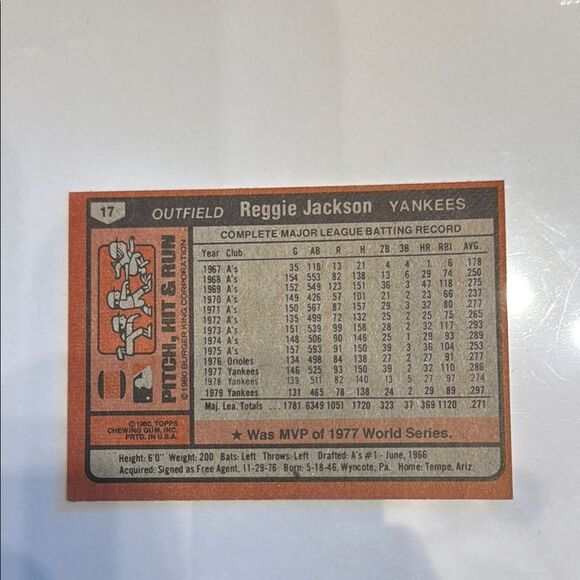 17 OUTFIELD Reggie Jackson YANKEES
PITCH, HIT & RUN
© 1980 BURGER KING CORPORATION
© 1980, TOPPS
CHEWING GUM, INC.
PRTD. IN U.S.A.
COMPLETE MAJOR LEAGUE BATTING RECORD
Year Club G AB R H 2B 3B HR RBI AVG.
1967 A's 35 118 13 21 4 4 1 6 .178
1968 A's 154 553 82 138 13 6 29 74 .250
1969 A's 152 549 123 151 36 3 47 118 .275
1970 A's 149 426 57 101 21 2 23 66 .237
1971 A's 150 567 87 157 29 3 32 80 .277
1972 A's 135 499 72 132 25 2 25 75 .265
1973 A's 151 539 99 158 28 2 32 117 .293
1974 A's 148 506 90 146 25 1 29 93 .289
1975 A's 157 593 91 150 39 3 36 104 .253
1976 Orioles 134 498 84 138 27 2 27 91 .277
1977 Yankees 146 525 93 150 39 2 32 110 .286
1978 Yankees 139 511 82 140 13 5 27 97 .274
1979 Yankees 131 465 78 138 24 2 29 89 .297
Maj. Lea. Totals 1781 6349 1051 1720 323 37 369 1120 .271
★ Was MVP of 1977 World Series.
Height: 6'0" Weight: 200 Bats: Left Throws: Left Drafted: A's #1 - June, 1966
Acquired: Signed as Free Agent, 11-29-76 Born: 5-18-46, Wyncote, Pa. Home: Tempe, Ariz.